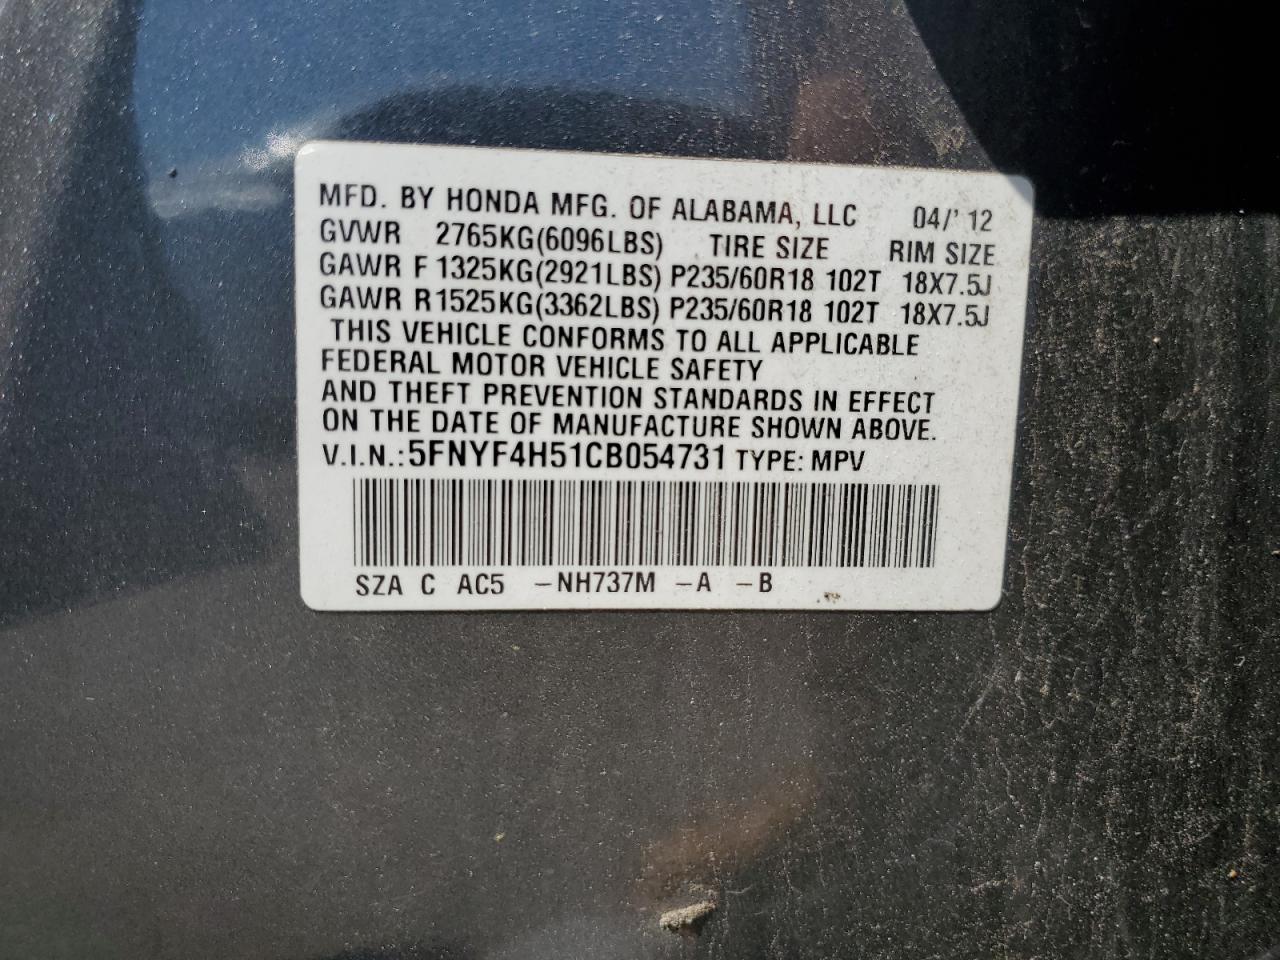 MFD. BY HONDA MFG. OF ALABAMA, LLC 04/' 12
GVWR 2765KG(6096LBS) TIRE SIZE RIM SIZE
GAWR F 1325KG(2921LBS) P235/60R18 102T 18X7.5J
GAWR R1525KG(3362LBS) P235/60R18 102T 18X7.5J
THIS VEHICLE CONFORMS TO ALL APPLICABLE
FEDERAL MOTOR VEHICLE SAFETY
AND THEFT PREVENTION STANDARDS IN EFFECT
ON THE DATE OF MANUFACTURE SHOWN ABOVE.
V.I.N.: 5FNYF4H51CB054731 TYPE: MPV
SZA C AC5 -NH737M -A -B